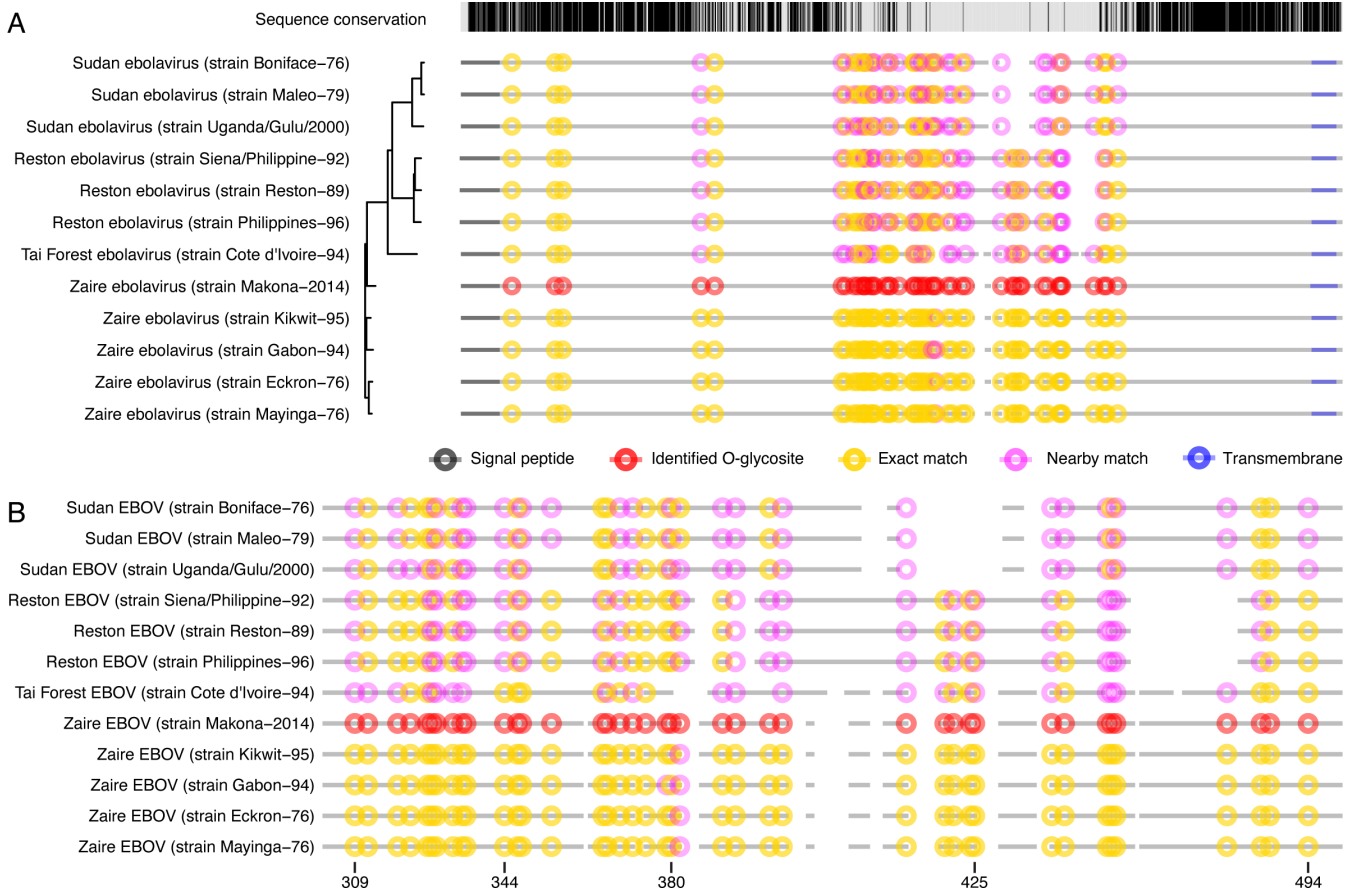 A
Sequence conservation
Sudan ebolavirus (strain Boniface−76)
Sudan ebolavirus (strain Maleo−79)
Sudan ebolavirus (strain Uganda/Gulu/2000)
Reston ebolavirus (strain Siena/Philippine−92)
Reston ebolavirus (strain Reston−89)
Reston ebolavirus (strain Philippines−96)
Tai Forest ebolavirus (strain Cote d'Ivoire−94)
Zaire ebolavirus (strain Makona−2014)
Zaire ebolavirus (strain Kikwit−95)
Zaire ebolavirus (strain Gabon−94)
Zaire ebolavirus (strain Eckron−76)
Zaire ebolavirus (strain Mayinga−76)
Signal peptide Identified O−glycosite Exact match Nearby match Transmembrane
B
Sudan EBOV (strain Boniface−76)
Sudan EBOV (strain Maleo−79)
Sudan EBOV (strain Uganda/Gulu/2000)
Reston EBOV (strain Siena/Philippine−92)
Reston EBOV (strain Reston−89)
Reston EBOV (strain Philippines−96)
Tai Forest EBOV (strain Cote d'Ivoire−94)
Zaire EBOV (strain Makona−2014)
Zaire EBOV (strain Kikwit−95)
Zaire EBOV (strain Gabon−94)
Zaire EBOV (strain Eckron−76)
Zaire EBOV (strain Mayinga−76)
309 344 380 425 494